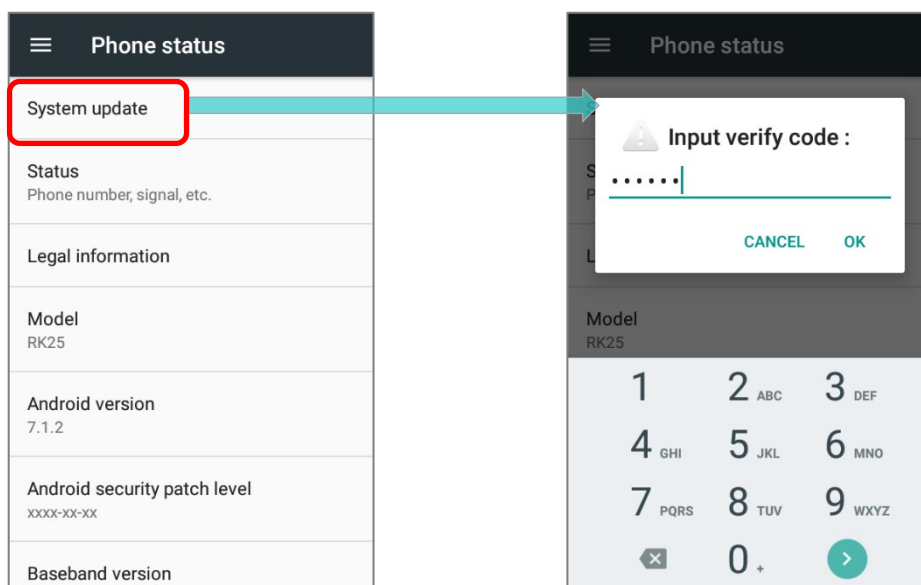 Phone status
System update
Status
Phone number, signal, etc.
Legal information
Model
RK25
Android version
7.1.2
Android security patch level
xxxx-xx-xx
Baseband version
Phone status
S
Input verify code :
S
......
P
CANCEL OK
L
Model
RK25
1 2 ABC 3 DEF
4 GHI 5 JKL 6 MNO
7 PQRS 8 TUV 9 WXYZ
0 +